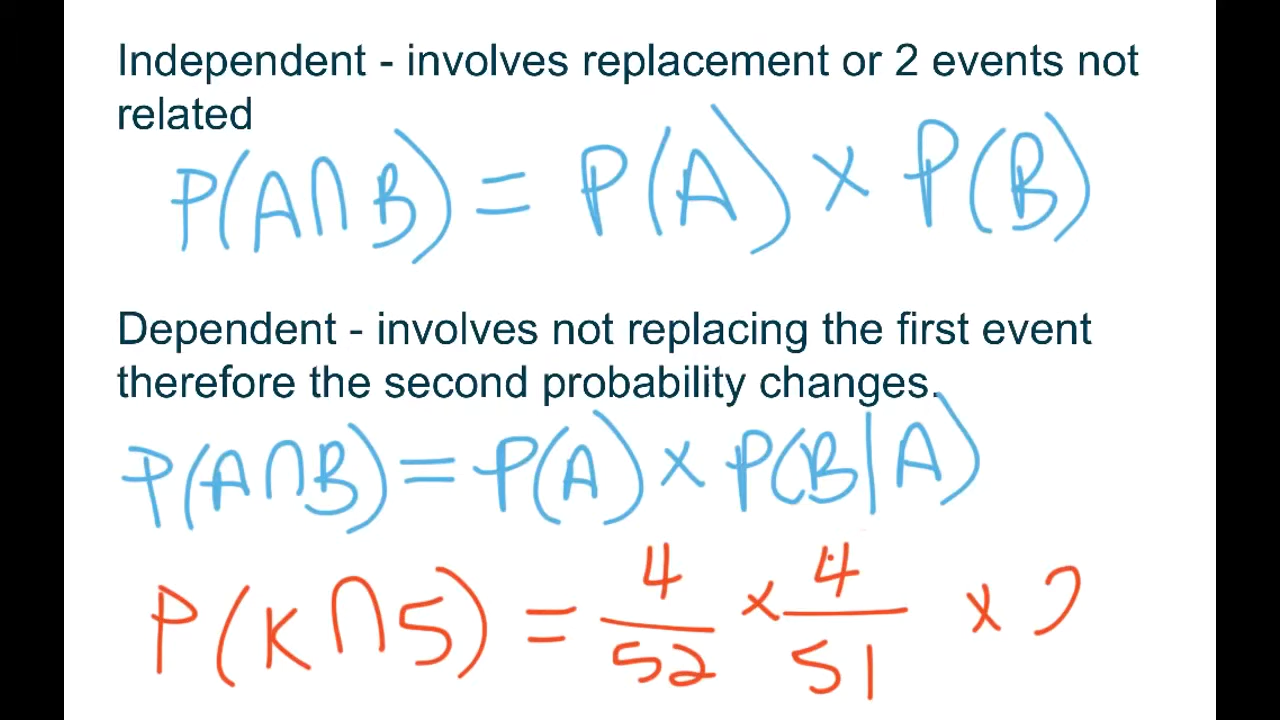 Independent - involves replacement or 2 events not
related
P(A∩B) = P(A) × P(B)
Dependent - involves not replacing the first event
therefore the second probability changes.
P(A∩B) = P(A) × P(B|A)
P(K∩5) = 4/52 × 4/51 ×